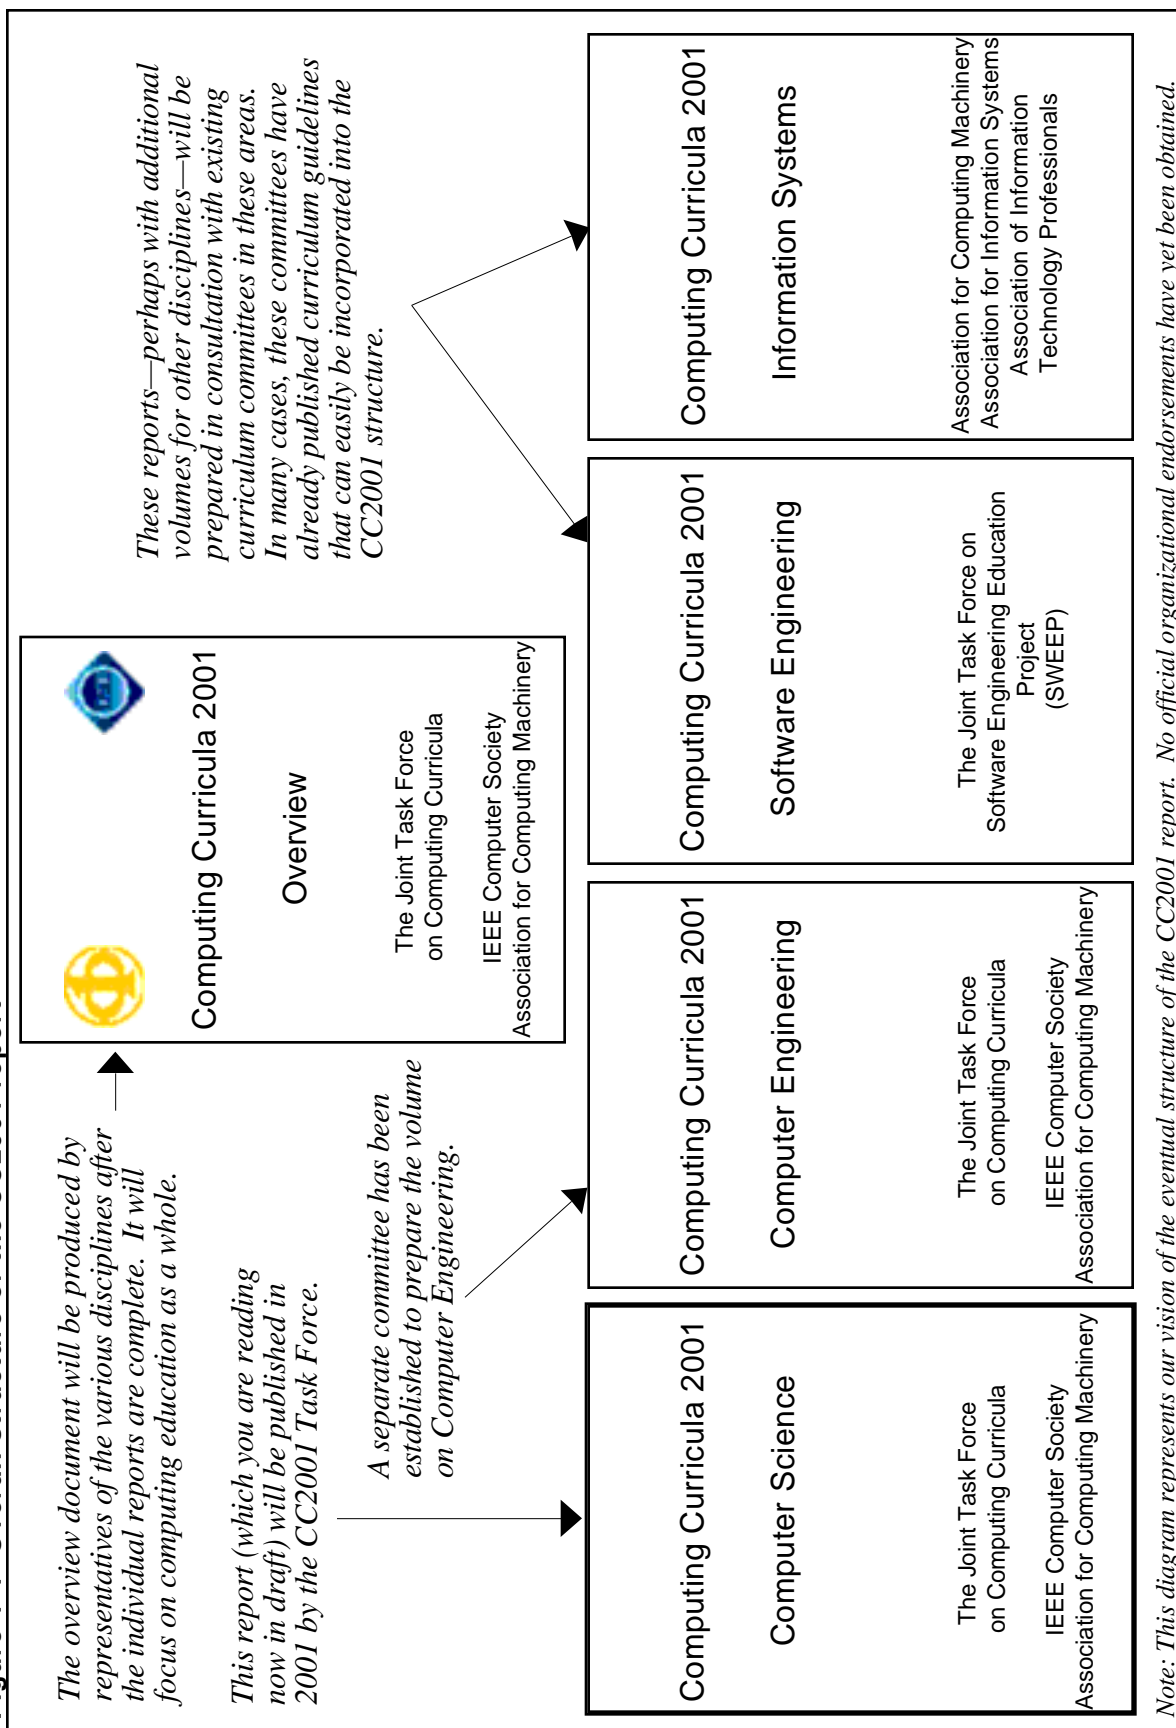 The overview document will be produced by
representatives of the various disciplines after
the individual reports are complete. It will
focus on computing education as a whole.
This report (which you are reading
now in draft) will be published in
2001 by the CC2001 Task Force.
A separate committee has been
established to prepare the volume
on Computer Engineering.
Computing Curricula 2001
Overview
The Joint Task Force
on Computing Curricula
IEEE Computer Society
Association for Computing Machinery
These reports—perhaps with additional
volumes for other disciplines—will be
prepared in consultation with existing
curriculum committees in these areas.
In many cases, these committees have
already published curriculum guidelines
that can easily be incorporated into the
CC2001 structure.
Computing Curricula 2001
Computer Science
The Joint Task Force
on Computing Curricula
IEEE Computer Society
Association for Computing Machinery
Computing Curricula 2001
Computer Engineering
The Joint Task Force
on Computing Curricula
IEEE Computer Society
Association for Computing Machinery
Computing Curricula 2001
Software Engineering
The Joint Task Force on
Software Engineering Education
Project
(SWEEP)
Computing Curricula 2001
Information Systems
Association for Computing Machinery
Association for Information Systems
Association of Information
Technology Professionals
Note: This diagram represents our vision of the eventual structure of the CC2001 report. No official organizational endorsements have yet been obtained.